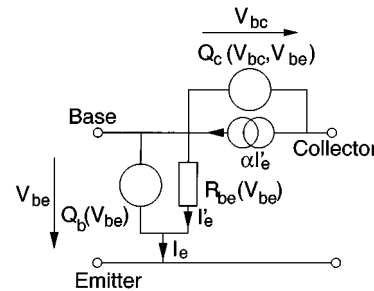 V_bc
Q_c(V_bc,V_be)
Base
αI'_e
Collector
V_be
R_be(V_be)
Q_b(V_be)
I'_e
I_e
Emitter